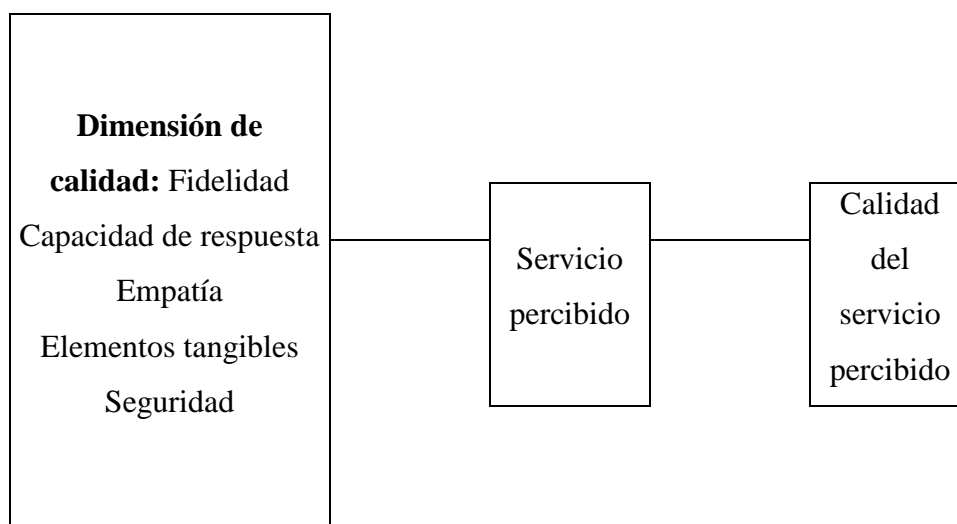 Dimensión de
calidad: Fidelidad
Capacidad de respuesta
Empatía
Elementos tangibles
Seguridad
Servicio
percibido
Calidad
del
servicio
percibido